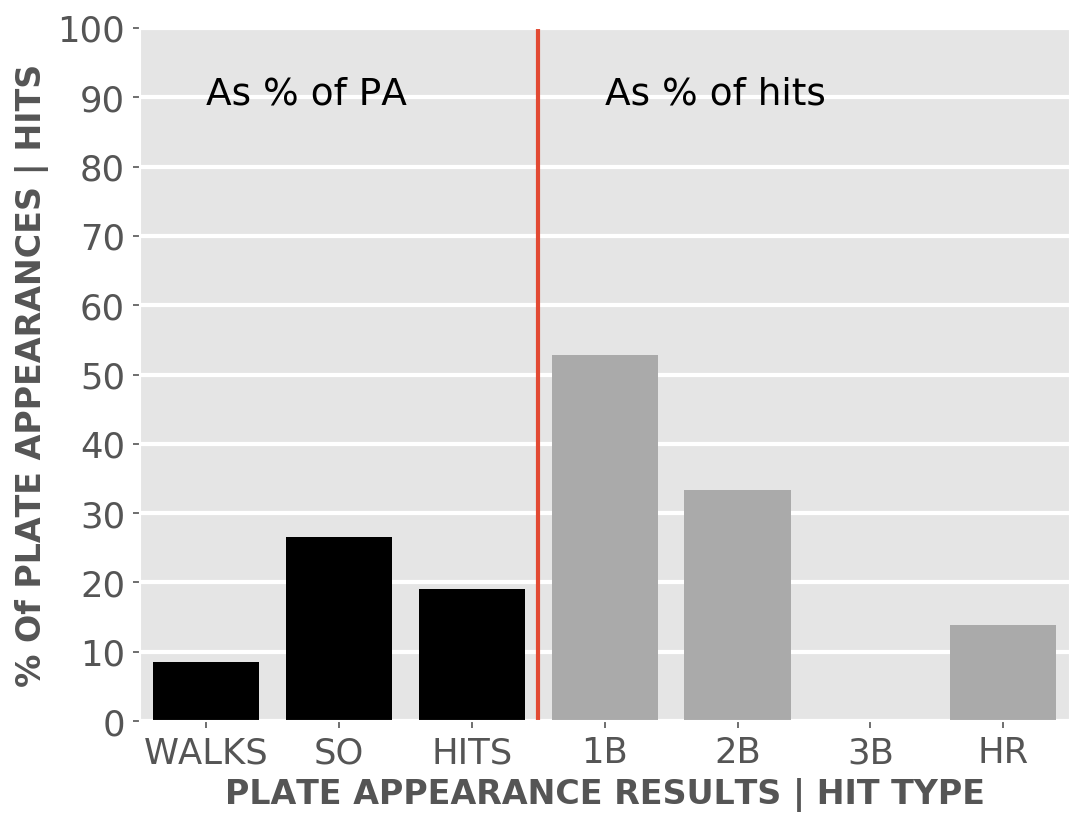 % Of PLATE APPEARANCES | HITS
100
90
80
70
60
50
40
30
20
10
0
As % of PA
As % of hits
WALKS SO HITS 1B 2B 3B HR
PLATE APPEARANCE RESULTS | HIT TYPE